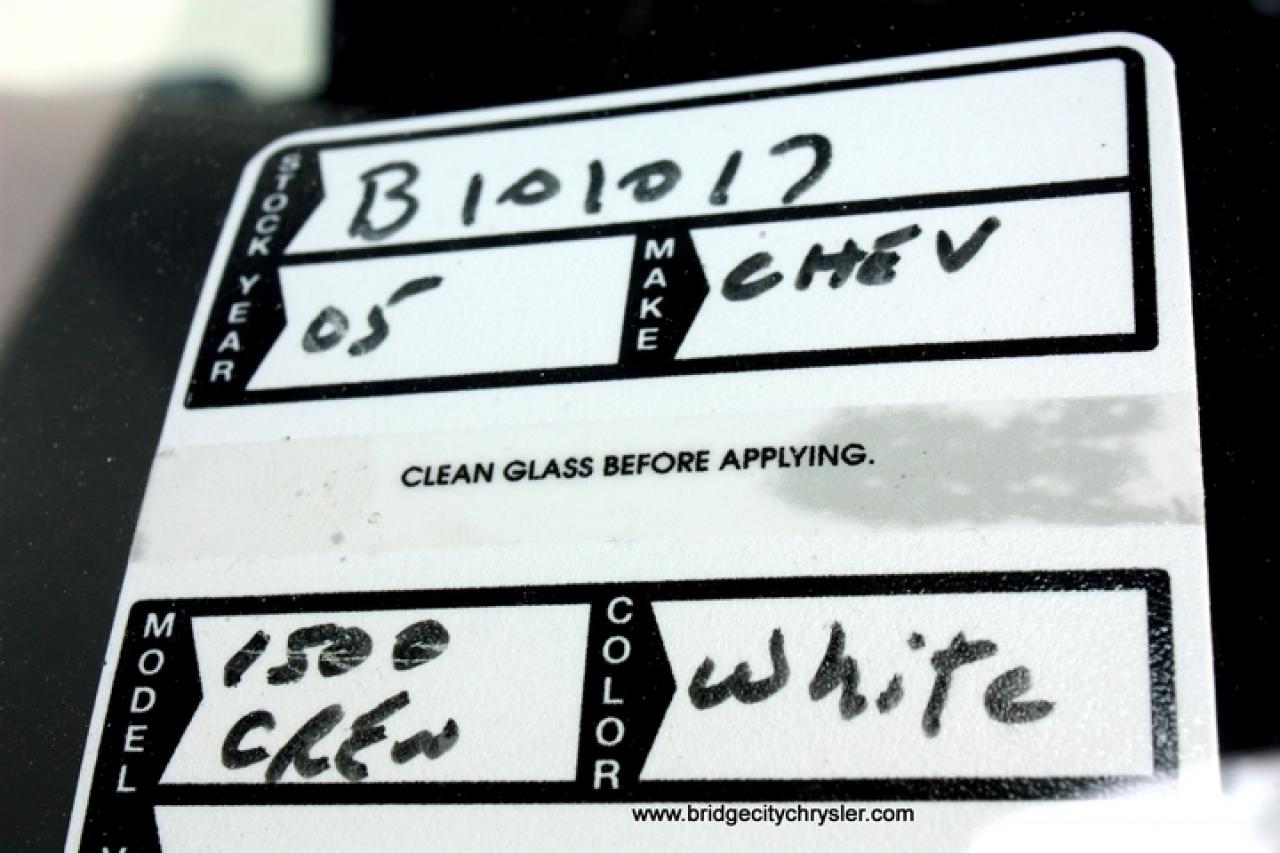 STOCK B101017
YEAR 05 MAKE CHEV
CLEAN GLASS BEFORE APPLYING.
MODEL 1500 COLOR White
CREW
www.bridgecitychrysler.com